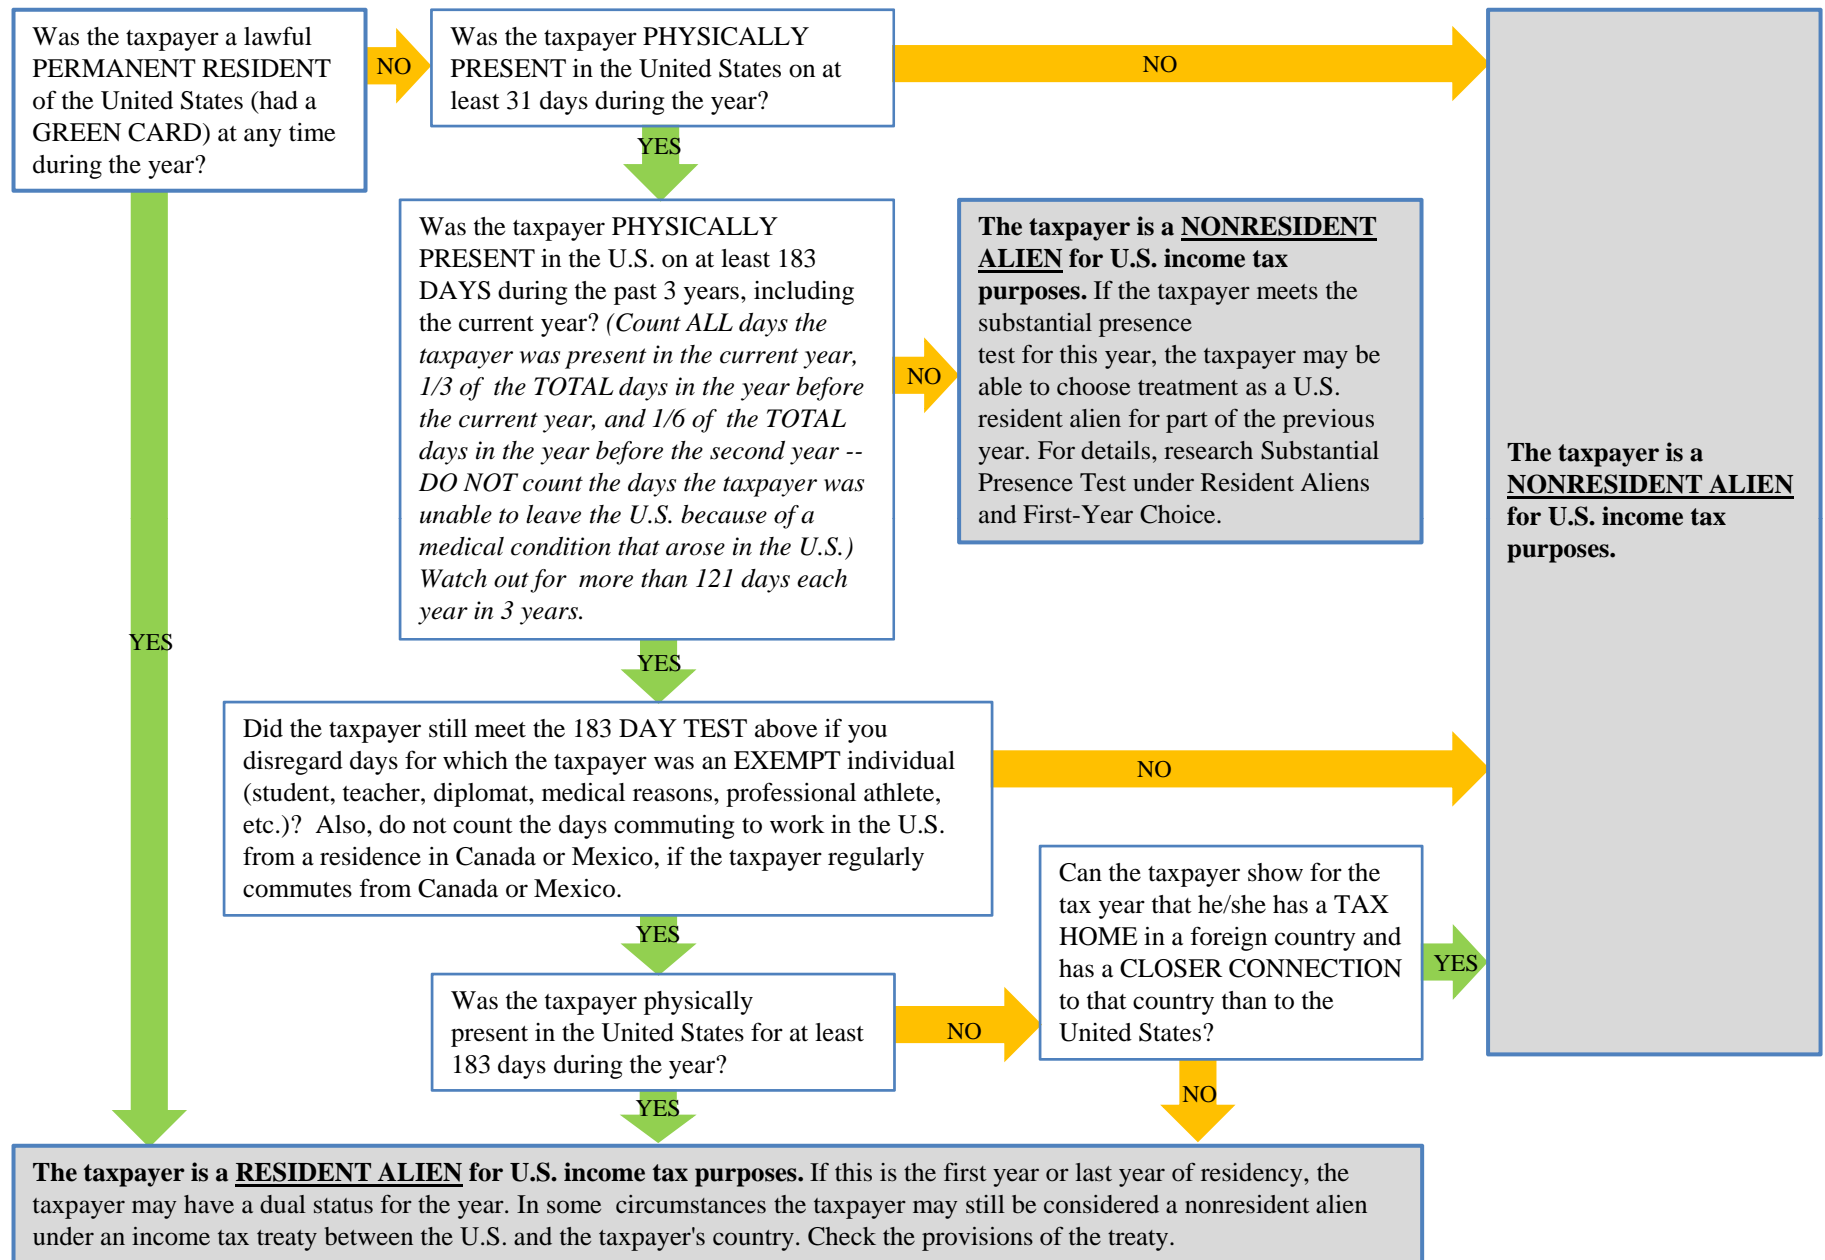 Was the taxpayer a lawful
PERMANENT RESIDENT
of the United States (had a
GREEN CARD) at any time
during the year?
NO
Was the taxpayer PHYSICALLY
PRESENT in the United States on at
least 31 days during the year?
NO
YES
Was the taxpayer PHYSICALLY
PRESENT in the U.S. on at least 183
DAYS during the past 3 years, including
the current year? (Count ALL days the
taxpayer was present in the current year,
1/3 of the TOTAL days in the year before
the current year, and 1/6 of the TOTAL
days in the year before the second year --
DO NOT count the days the taxpayer was
unable to leave the U.S. because of a
medical condition that arose in the U.S.)
Watch out for more than 121 days each
year in 3 years.
NO
The taxpayer is a NONRESIDENT
ALIEN for U.S. income tax
purposes. If the taxpayer meets the
substantial presence
test for this year, the taxpayer may be
able to choose treatment as a U.S.
resident alien for part of the previous
year. For details, research Substantial
Presence Test under Resident Aliens
and First-Year Choice.
The taxpayer is a
NONRESIDENT ALIEN
for U.S. income tax
purposes.
YES
YES
Did the taxpayer still meet the 183 DAY TEST above if you
disregard days for which the taxpayer was an EXEMPT individual
(student, teacher, diplomat, medical reasons, professional athlete,
etc.)? Also, do not count the days commuting to work in the U.S.
from a residence in Canada or Mexico, if the taxpayer regularly
commutes from Canada or Mexico.
NO
YES
Was the taxpayer physically
present in the United States for at least
183 days during the year?
NO
Can the taxpayer show for the
tax year that he/she has a TAX
HOME in a foreign country and
has a CLOSER CONNECTION
to that country than to the
United States?
YES
YES
NO
The taxpayer is a RESIDENT ALIEN for U.S. income tax purposes. If this is the first year or last year of residency, the
taxpayer may have a dual status for the year. In some circumstances the taxpayer may still be considered a nonresident alien
under an income tax treaty between the U.S. and the taxpayer's country. Check the provisions of the treaty.